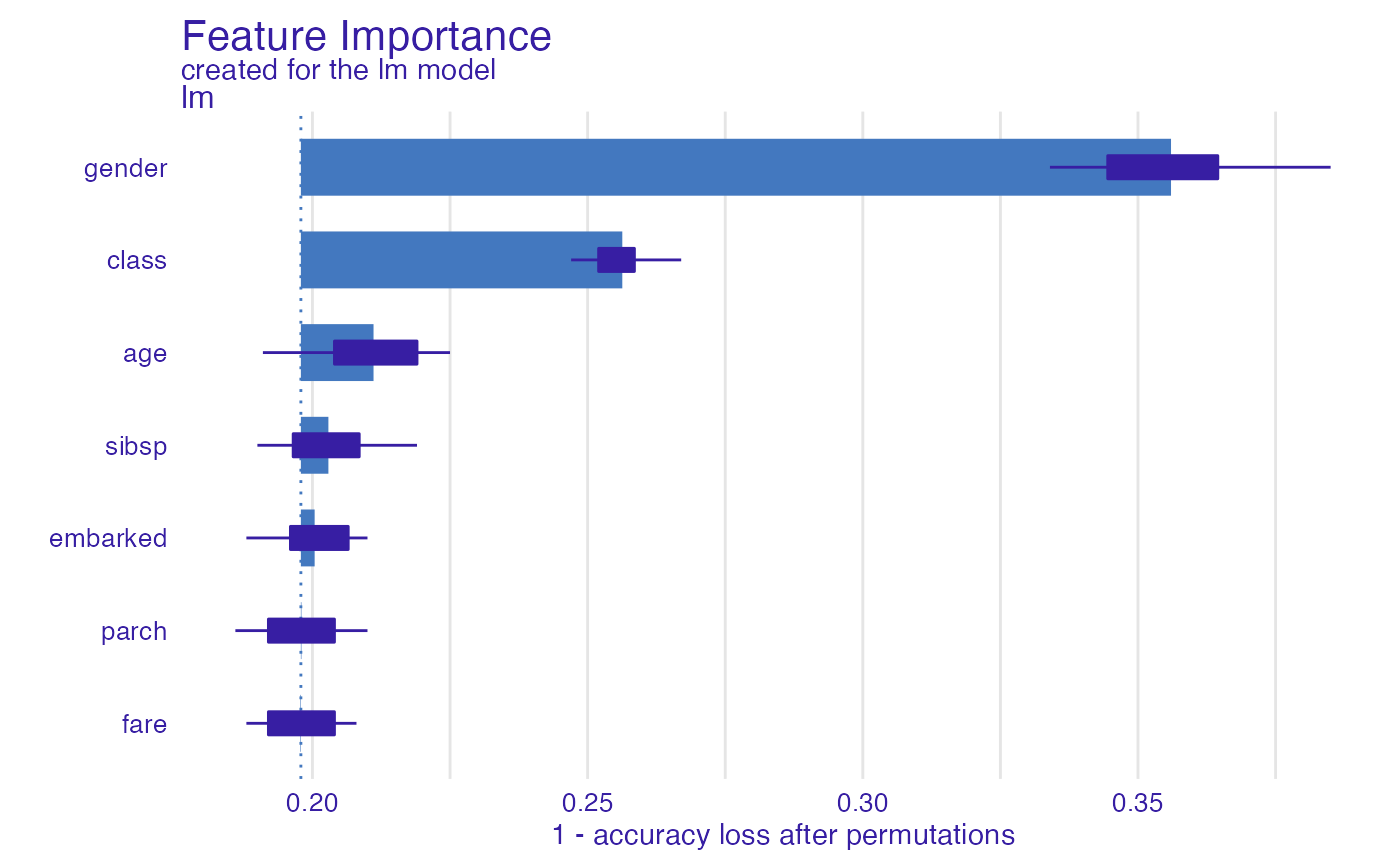 Feature Importance
created for the lm model
lm
gender
class
age
sibsp
embarked
parch
fare
0.20 0.25 0.30 0.35
1 - accuracy loss after permutations